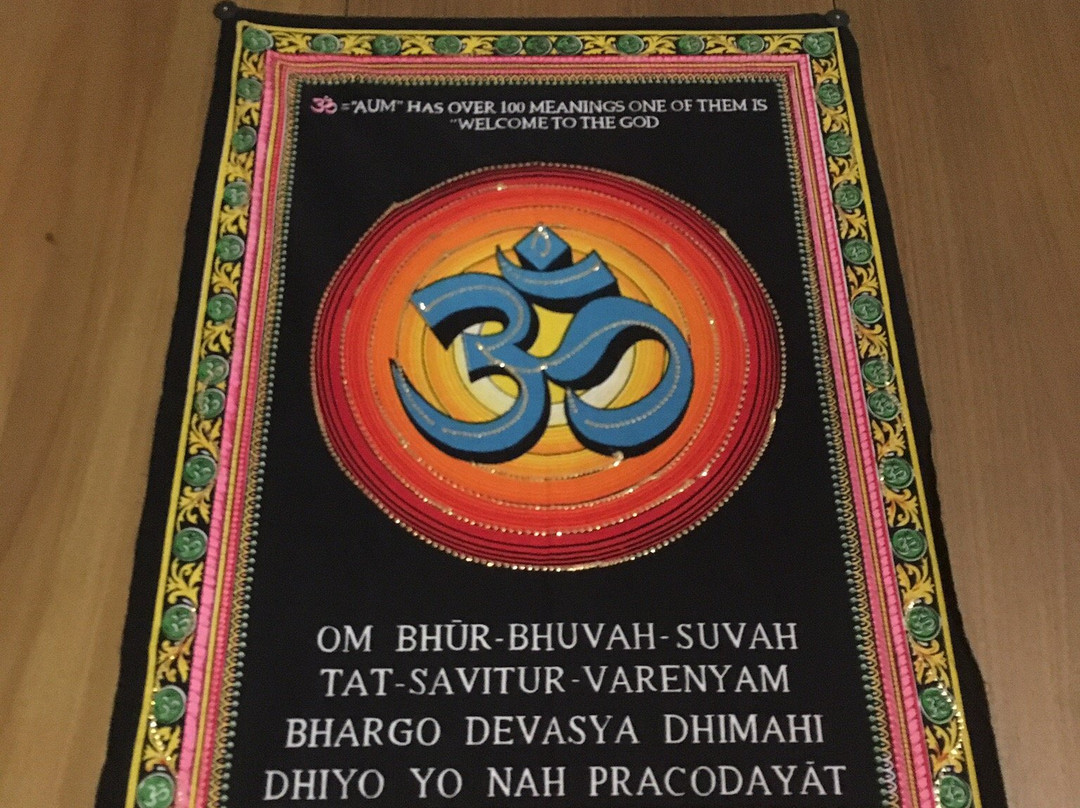 ॐ="AUM" HAS OVER 100 MEANINGS ONE OF THEM IS
"WELCOME TO THE GOD
ॐ
OM BHŪR-BHUVAH-SUVAH
TAT-SAVITUR-VARENYAM
BHARGO DEVASYA DHIMAHI
DHIYO YO NAH PRACODAYĀT